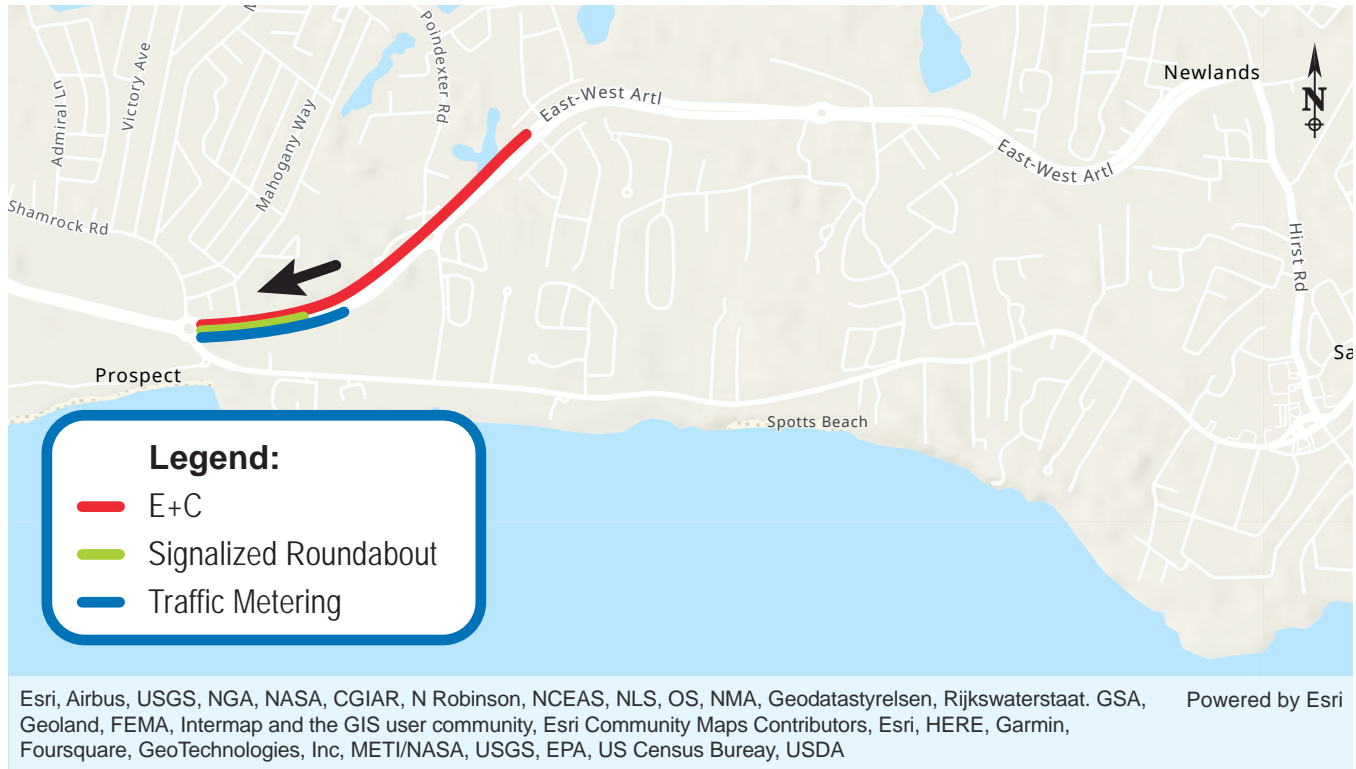 Poindexter Rd
Newlands
Victory Ave
Admiral Ln
East-West Artl
N
Mahogany Way
East-West Artl
Shamrock Rd
Hirst Rd
Prospect
Spotts Beach
Legend:
E+C
Signalized Roundabout
Traffic Metering
Esri, Airbus, USGS, NGA, NASA, CGIAR, N Robinson, NCEAS, NLS, OS, NMA, Geodatastyrelsen, Rijkswaterstaat. GSA,
Geoland, FEMA, Intermap and the GIS user community, Esri Community Maps Contributors, Esri, HERE, Garmin,
Foursquare, GeoTechnologies, Inc, METI/NASA, USGS, EPA, US Census Bureay, USDA
Powered by Esri